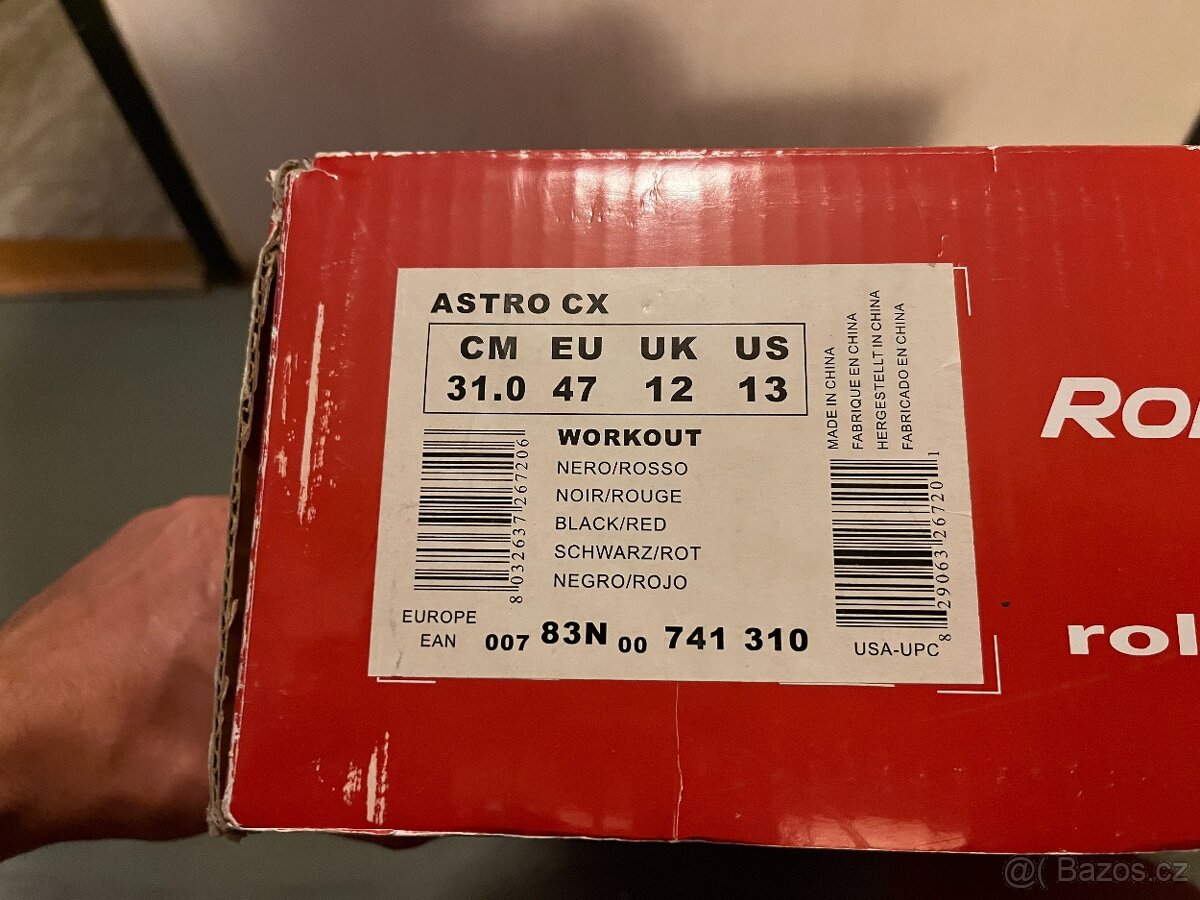 ASTRO CX
CM EU UK US
31.0 47 12 13
WORKOUT
NERO/ROSSO
NOIR/ROUGE
BLACK/RED
SCHWARZ/ROT
NEGRO/ROJO
8 032637 267206
EUROPE
EAN
007 83N 00 741 310
MADE IN CHINA
FABRIQUE EN CHINA
HERGESTELLT IN CHINA
FABRICADO EN CHINA
8 29063 26720 1
USA-UPC
Bazos.cz